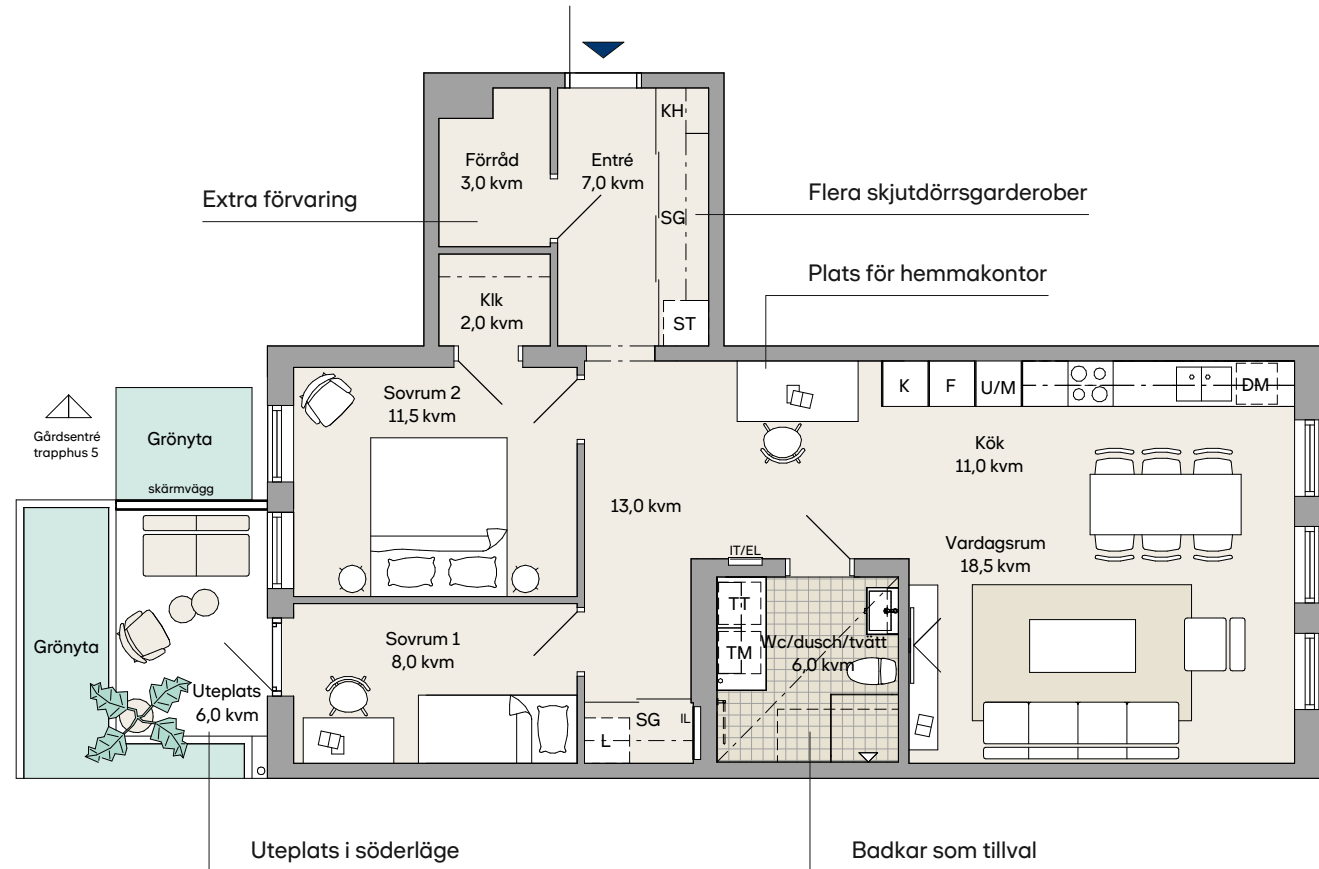 KH
Förråd
3,0 kvm
Entré
7,0 kvm
Extra förvaring
Flera skjutdörrsgarderober
SG
Plats för hemmakontor
Klk
2,0 kvm
ST
Sovrum 2
11,5 kvm
K
F
U/M
DM
Gårdsentré
trapphus 5
Grönyta
Kök
11,0 kvm
skärmvägg
13,0 kvm
Vardagsrum
18,5 kvm
IT/EL
TT
TM
Wc/dusch/tvätt
6,0 kvm
Sovrum 1
8,0 kvm
Grönyta
Uteplats
6,0 kvm
SG
IL
L
Uteplats i söderläge
Badkar som tillval